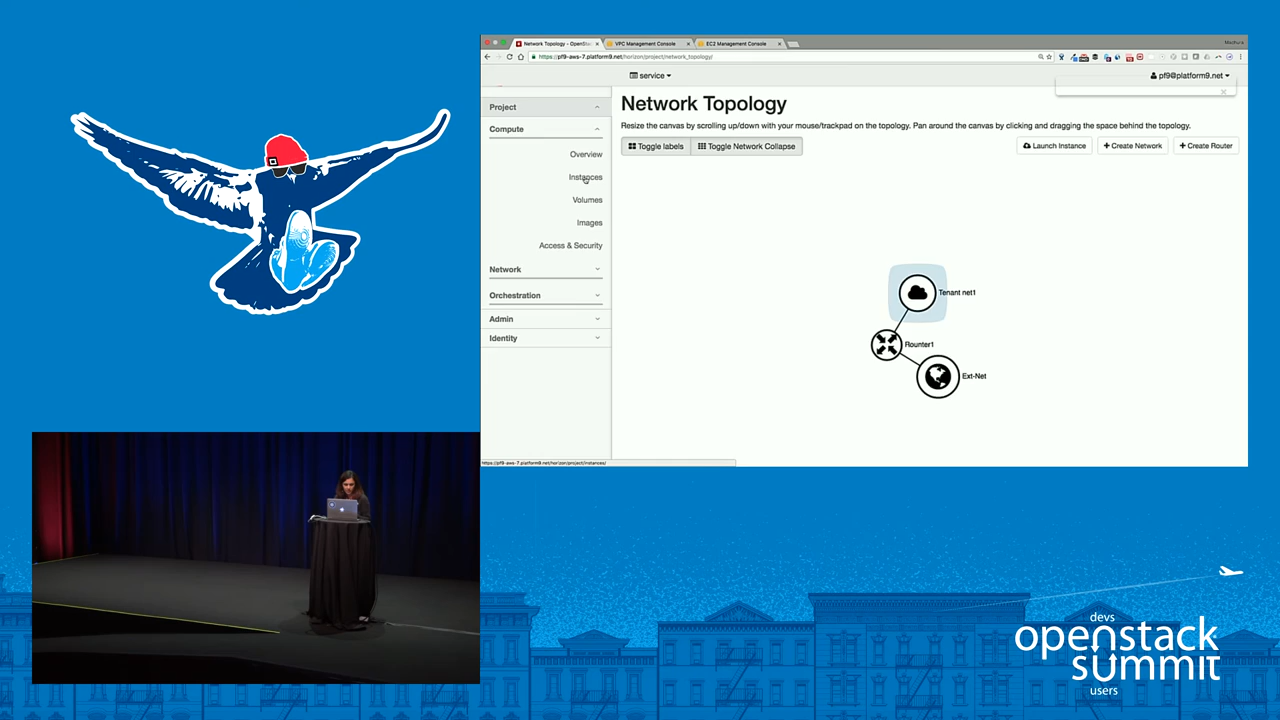 Network Topology - OpenStac
VPC Management Console
EC2 Management Console
https://pf9-aws-7.platform9.net/horizon/project/network_topology/
service
pf9@platform9.net
Project
Compute
Overview
Instances
Volumes
Images
Access & Security
Network
Orchestration
Admin
Identity
Network Topology
Resize the canvas by scrolling up/down with your mouse/trackpad on the topology. Pan around the canvas by clicking and dragging the space behind the topology.
Toggle labels
Toggle Network Collapse
Launch Instance
+ Create Network
+ Create Router
Tenant net1
Rounter1
Ext-Net
https://pf9-aws-7.platform9.net/horizon/project/instances/
devs
openstack
summit
users